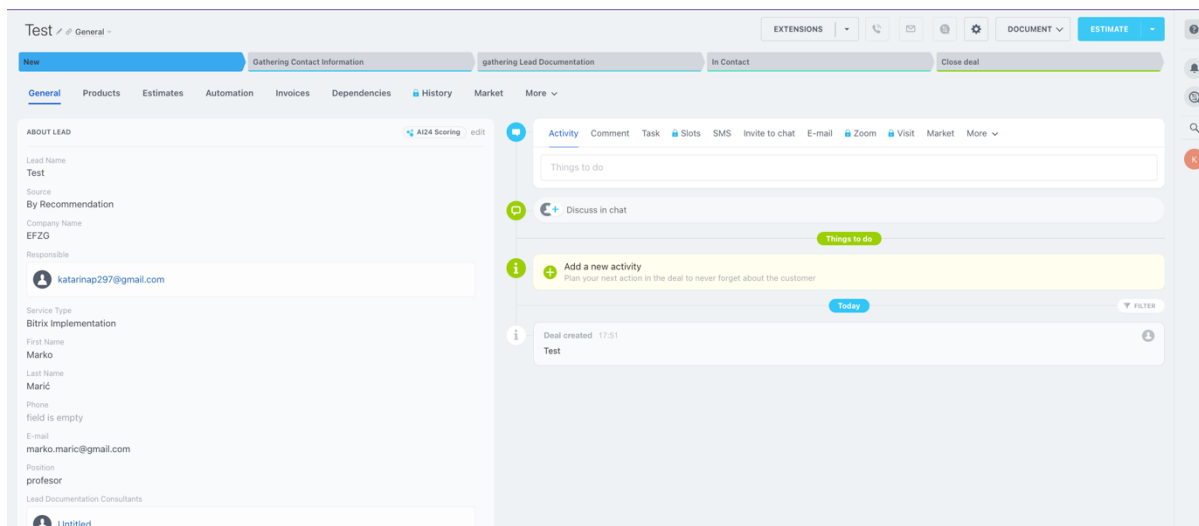 Test General
EXTENSIONS
DOCUMENT
ESTIMATE
New
Gathering Contact Information
gathering Lead Documentation
In Contact
Close deal
General Products Estimates Automation Invoices Dependencies History Market More
ABOUT LEAD
AI24 Scoring edit
Lead Name
Test
Source
By Recommendation
Company Name
EFZG
Responsible
katarinap297@gmail.com
Service Type
Bitrix Implementation
First Name
Marko
Last Name
Marić
Phone
field is empty
E-mail
marko.maric@gmail.com
Position
profesor
Lead Documentation Consultants
Untitled
Activity Comment Task Slots SMS Invite to chat E-mail Zoom Visit Market More
Things to do
Discuss in chat
Things to do
Add a new activity
Plan your next action in the deal to never forget about the customer
Today
FILTER
Deal created 17:51
Test
K